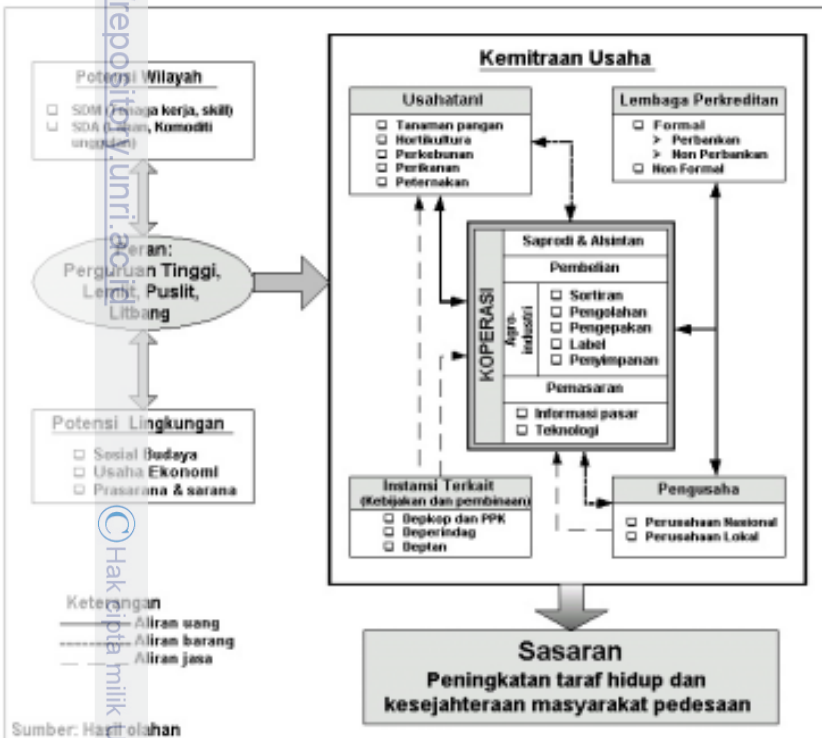 Potensi Wilayah
SDM (Tenaga kerja, skill)
SDA (Lahan, Komoditi
unggulan)
Peran:
Perguruan Tinggi,
Lemlit, Puslit,
Litbang
Potensi Lingkungan
Sosial Budaya
Usaha Ekonomi
Prasarana & sarana
Keterangan
Aliran uang
Aliran barang
Aliran jasa
Sumber: Hasil olahan
Kemitraan Usaha
Usahatani
Tanaman pangan
Hortikultura
Perkebunan
Perikanan
Peternakan
Lembaga Perkreditan
Formal
Perbankan
Non Perbankan
Non Formal
KOPERASI
Saprodi & Alsintan
Pembelian
Agro-
industri
Sortiran
Pengolahan
Pengepakan
Label
Penyimpanan
Pemasaran
Informasi pasar
Teknologi
Instansi Terkait
(Kebijakan dan pembinaan)
Depkop dan PPK
Deperindag
Deptan
Pengusaha
Perusahaan Nasional
Perusahaan Lokal
Sasaran
Peningkatan taraf hidup dan
kesejahteraan masyarakat pedesaan
repository.unri.ac.id
© Hak cipta milik